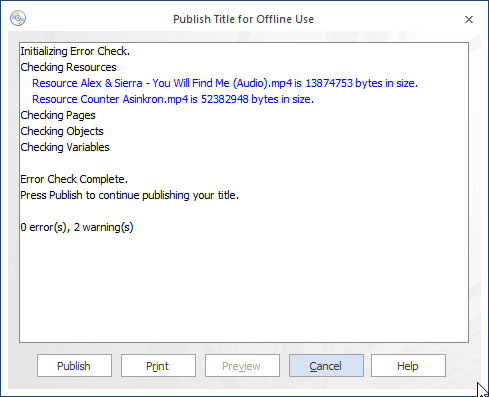 Publish Title for Offline Use
Initializing Error Check.
Checking Resources
Resource Alex & Sierra - You Will Find Me (Audio).mp4 is 13874753 bytes in size.
Resource Counter Asinkron.mp4 is 52382948 bytes in size.
Checking Pages
Checking Objects
Checking Variables
Error Check Complete.
Press Publish to continue publishing your title.
0 error(s), 2 warning(s)
Publish Print Preview Cancel Help